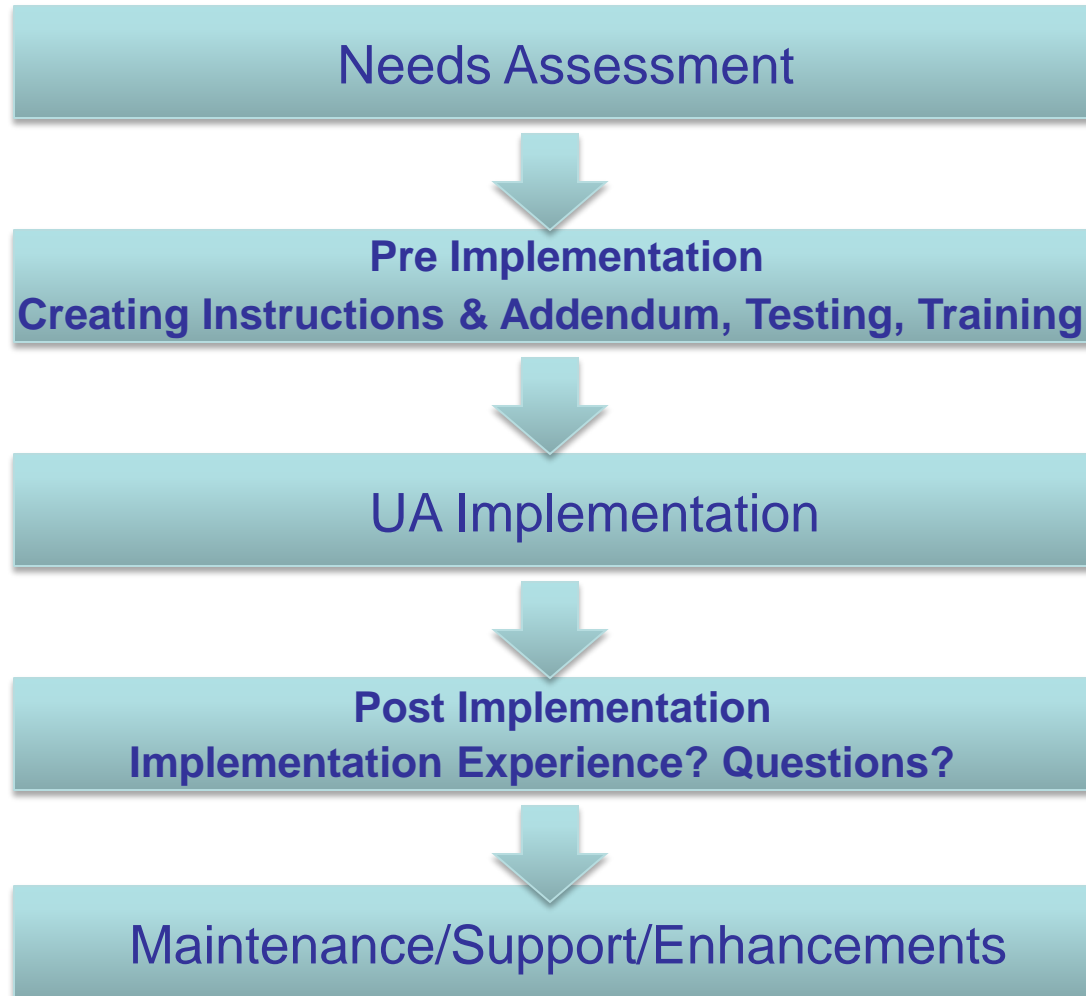 Needs Assessment
Pre Implementation
Creating Instructions & Addendum, Testing, Training
UA Implementation
Post Implementation
Implementation Experience? Questions?
Maintenance/Support/Enhancements